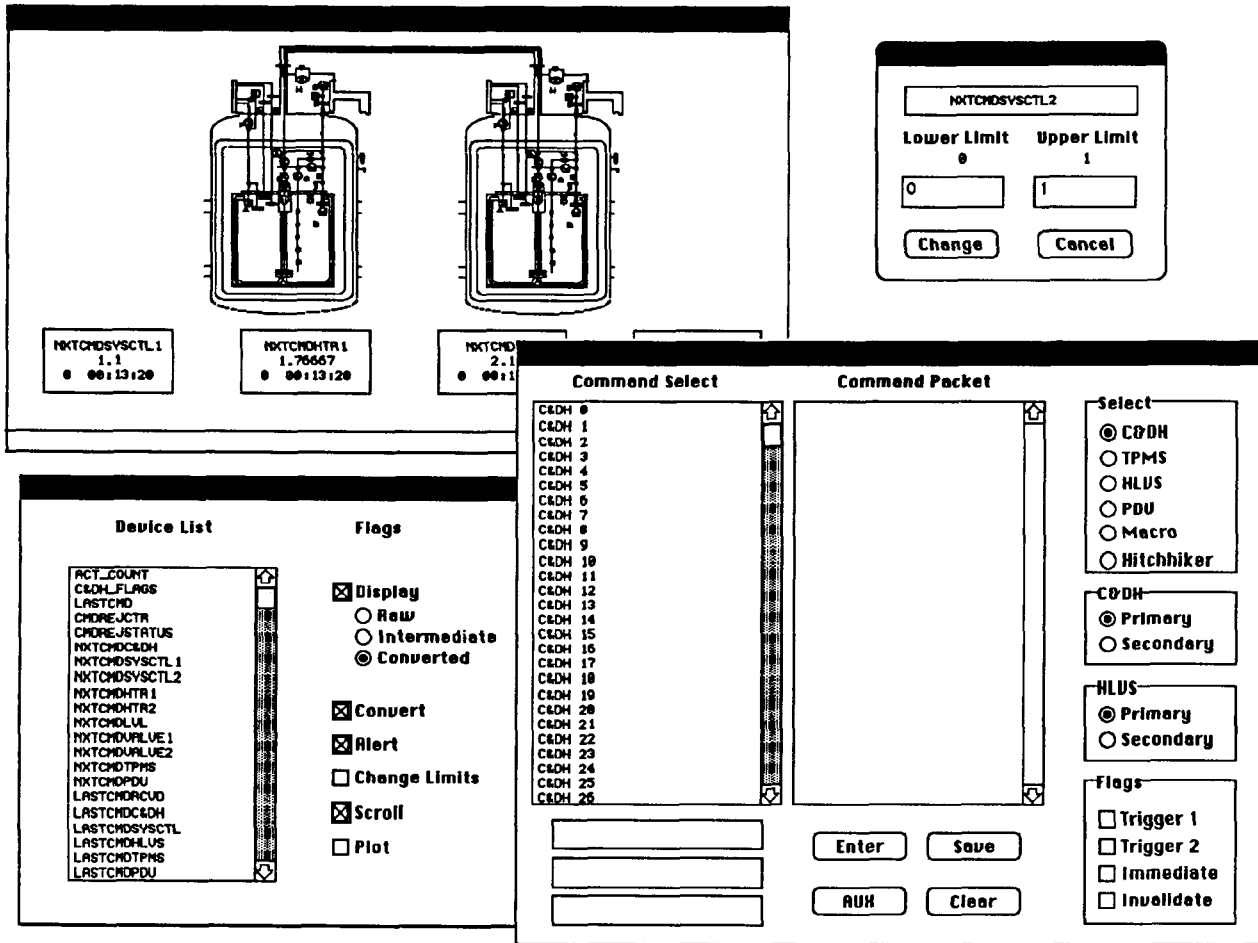 NXTCMDSYSCTL1
1.1
0 00:13:20
NXTCMDHTR1
1.76667
0 00:13:20
NXTCMD
2.1
0 00:1
NXTCMDSYSCTL2
Lower Limit
0
0
Upper Limit
1
1
Change
Cancel
Device List
ACT_COUNT
C&DH_FLAGS
LASTCMD
CMDREJCTR
CMDREJSTATUS
NXTCMDC&DH
NXTCMDSYSCTL1
NXTCMDSYSCTL2
NXTCMDHTR1
NXTCMDHTR2
NXTCMDLVL
NXTCMDVALVE1
NXTCMDVALVE2
NXTCMDTPMS
NXTCMDPDU
LASTCMDRCVD
LASTCMDC&DH
LASTCMDSYSCTL
LASTCMDHLVS
LASTCMDTPMS
LASTCMDPDU
Flags
Display
Raw
Intermediate
Converted
Convert
Alert
Change Limits
Scroll
Plot
Command Select
C&DH 0
C&DH 1
C&DH 2
C&DH 3
C&DH 4
C&DH 5
C&DH 6
C&DH 7
C&DH 8
C&DH 9
C&DH 10
C&DH 11
C&DH 12
C&DH 13
C&DH 14
C&DH 15
C&DH 16
C&DH 17
C&DH 18
C&DH 19
C&DH 20
C&DH 21
C&DH 22
C&DH 23
C&DH 24
C&DH 25
C&DH 26
Command Packet
Enter
Save
AUX
Clear
Select
C&DH
TPMS
HLVS
PDU
Macro
Hitchhiker
C&DH
Primary
Secondary
HLVS
Primary
Secondary
Flags
Trigger 1
Trigger 2
Immediate
Invalidate